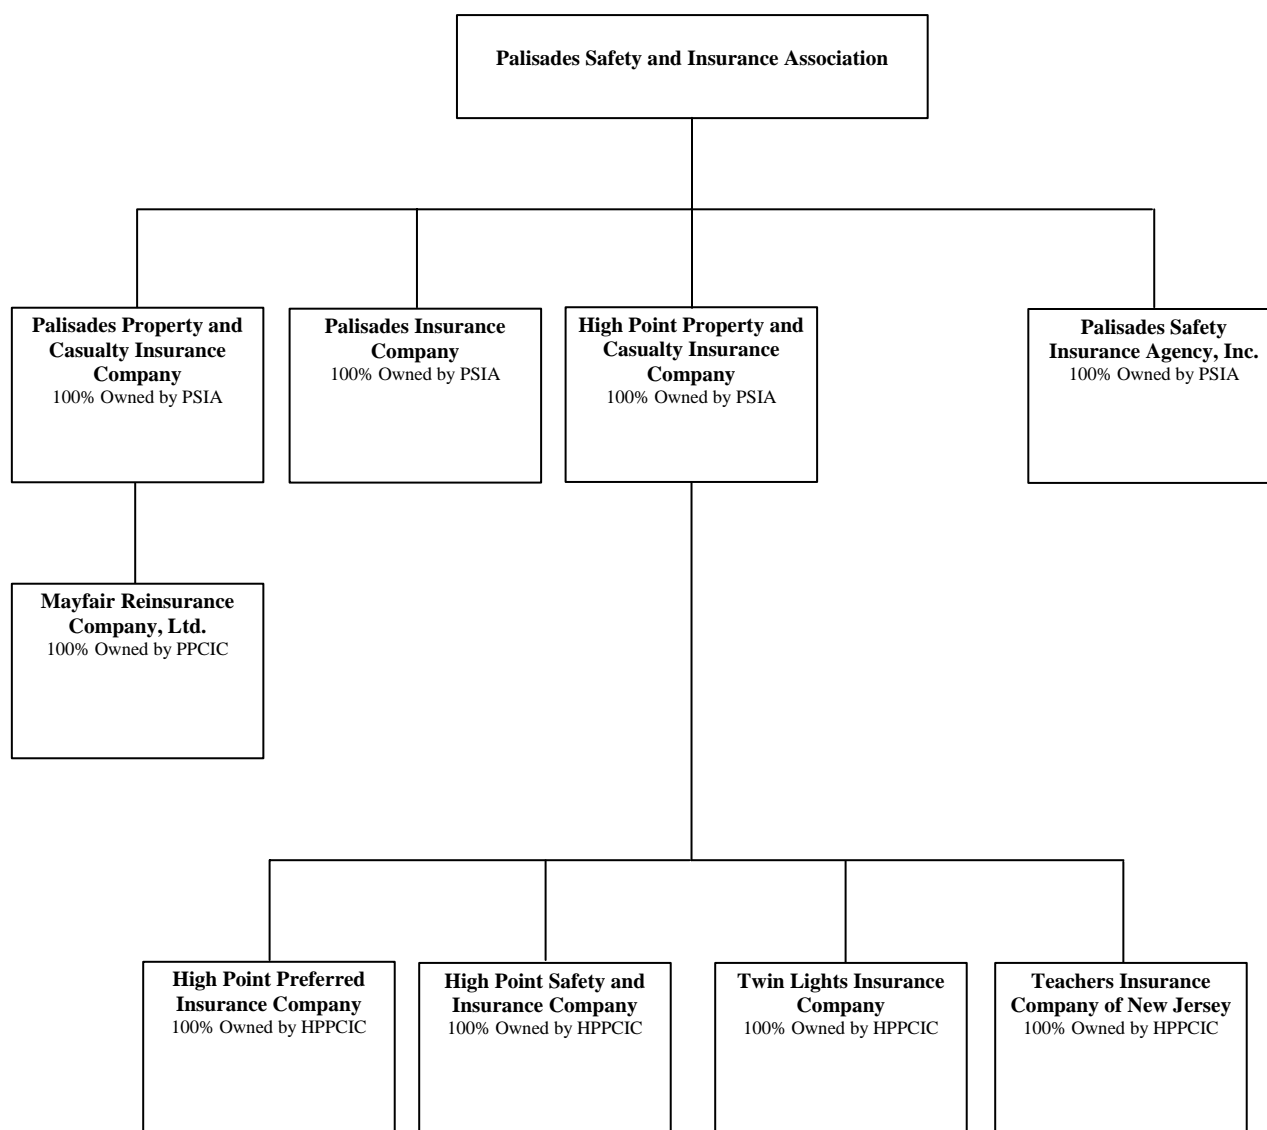 Palisades Safety and Insurance Association
Palisades Property and
Casualty Insurance
Company
100% Owned by PSIA
Palisades Insurance
Company
100% Owned by PSIA
High Point Property and
Casualty Insurance
Company
100% Owned by PSIA
Palisades Safety
Insurance Agency, Inc.
100% Owned by PSIA
Mayfair Reinsurance
Company, Ltd.
100% Owned by PPCIC
High Point Preferred
Insurance Company
100% Owned by HPPCIC
High Point Safety and
Insurance Company
100% Owned by HPPCIC
Twin Lights Insurance
Company
100% Owned by HPPCIC
Teachers Insurance
Company of New Jersey
100% Owned by HPPCIC